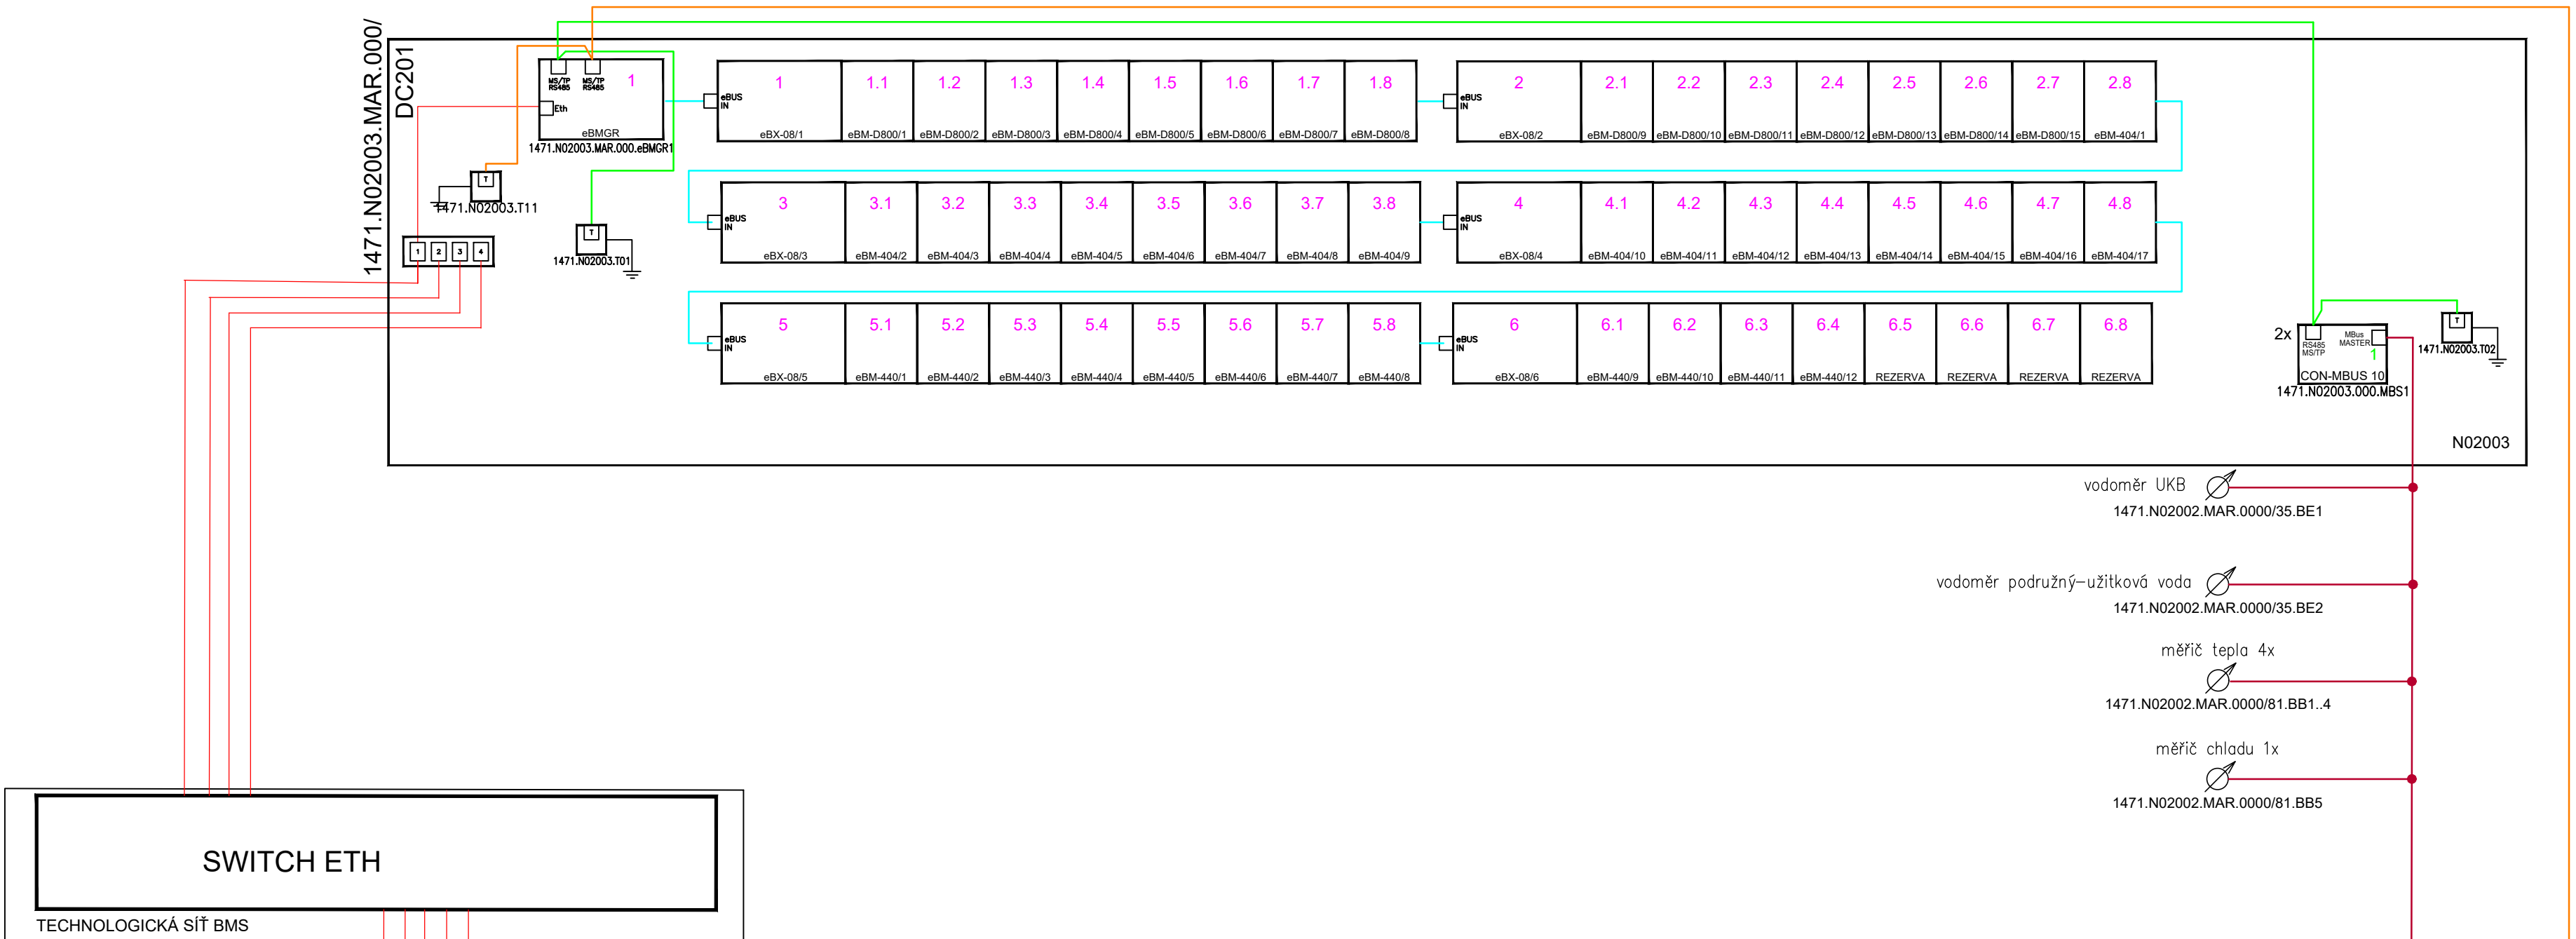 1471.N02003.MAR.000/
DC201
MS/TP
RS485
MS/TP
RS485
1
Eth
eBMGR
1471.N02003.MAR.000.eBMGR1
eBUS
IN
1 1.1 1.2 1.3 1.4 1.5 1.6 1.7 1.8
eBX-08/1 eBM-D800/1 eBM-D800/2 eBM-D800/3 eBM-D800/4 eBM-D800/5 eBM-D800/6 eBM-D800/7 eBM-D800/8
eBUS
IN
2 2.1 2.2 2.3 2.4 2.5 2.6 2.7 2.8
eBX-08/2 eBM-D800/9 eBM-D800/10 eBM-D800/11 eBM-D800/12 eBM-D800/13 eBM-D800/14 eBM-D800/15 eBM-404/1
T
1471.N02003.T11
T
1471.N02003.T01
1 2 3 4
eBUS
IN
3 3.1 3.2 3.3 3.4 3.5 3.6 3.7 3.8
eBX-08/3 eBM-404/2 eBM-404/3 eBM-404/4 eBM-404/5 eBM-404/6 eBM-404/7 eBM-404/8 eBM-404/9
eBUS
IN
4 4.1 4.2 4.3 4.4 4.5 4.6 4.7 4.8
eBX-08/4 eBM-404/10 eBM-404/11 eBM-404/12 eBM-404/13 eBM-404/14 eBM-404/15 eBM-404/16 eBM-404/17
eBUS
IN
5 5.1 5.2 5.3 5.4 5.5 5.6 5.7 5.8
eBX-08/5 eBM-440/1 eBM-440/2 eBM-440/3 eBM-440/4 eBM-440/5 eBM-440/6 eBM-440/7 eBM-440/8
eBUS
IN
6 6.1 6.2 6.3 6.4 6.5 6.6 6.7 6.8
eBX-08/6 eBM-440/9 eBM-440/10 eBM-440/11 eBM-440/12 REZERVA REZERVA REZERVA REZERVA
2x
RS485
MS/TP
MBus
MASTER
1
CON-MBUS 10
1471.N02003.000.MBS1
T
1471.N02003.T02
N02003
vodoměr UKB
1471.N02002.MAR.0000/35.BE1
vodoměr podružný-užitková voda
1471.N02002.MAR.0000/35.BE2
měřič tepla 4x
1471.N02002.MAR.0000/81.BB1..4
měřič chladu 1x
1471.N02002.MAR.0000/81.BB5
SWITCH ETH
TECHNOLOGICKÁ SÍŤ BMS